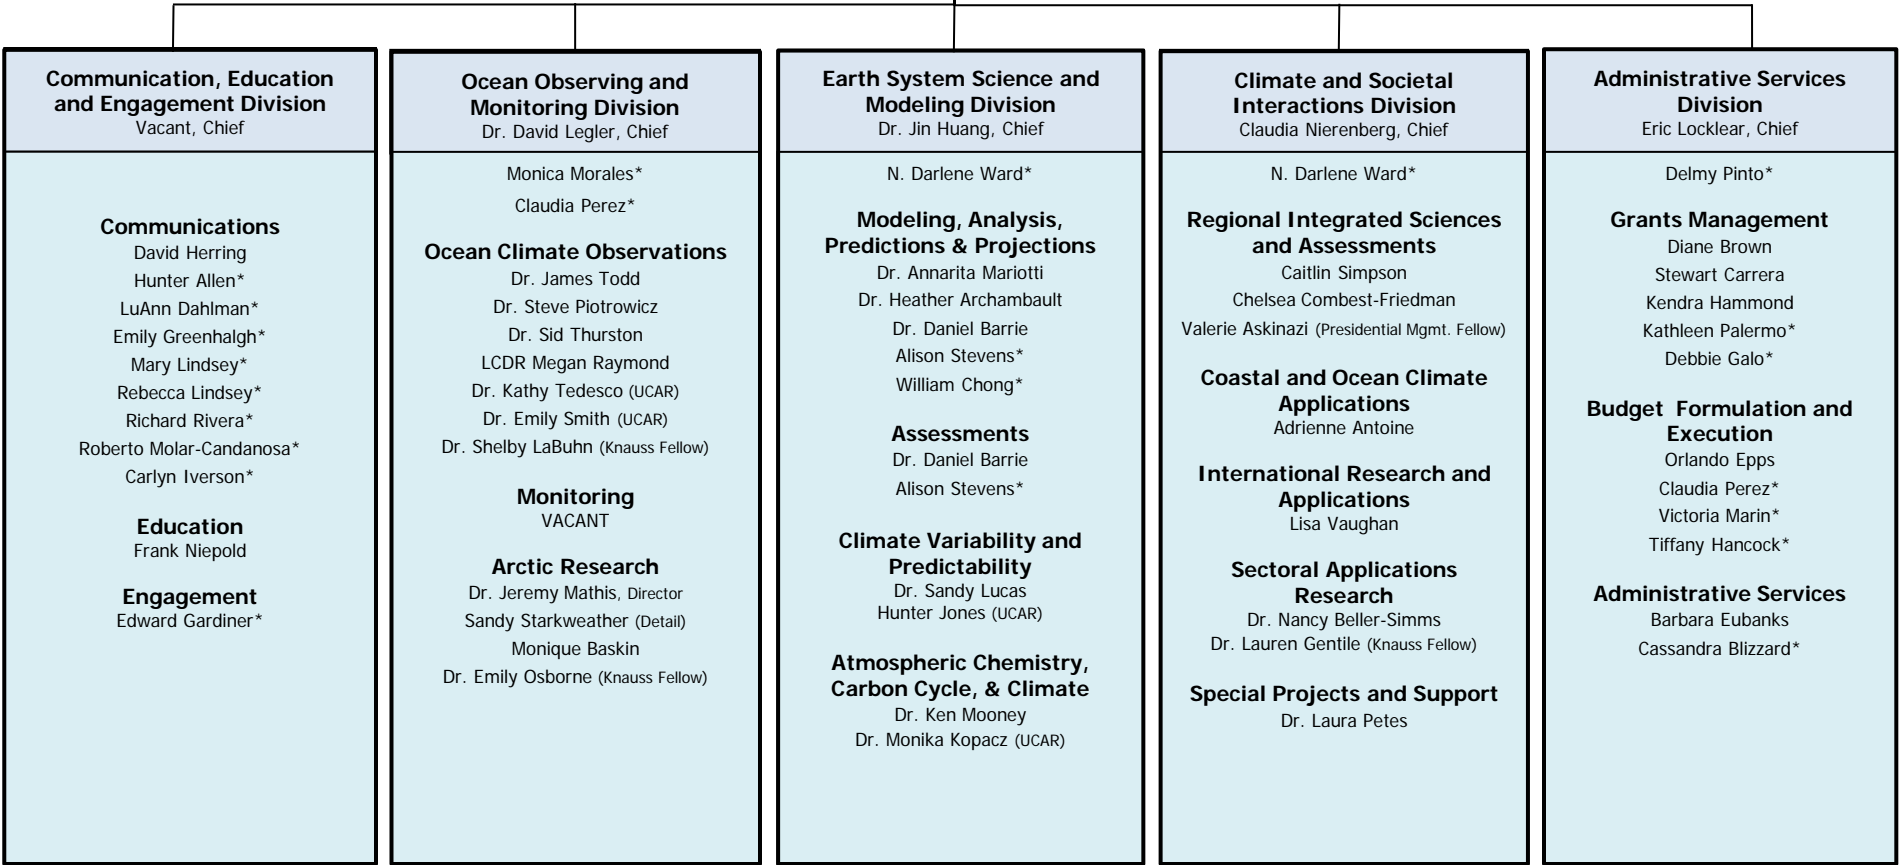 Communication, Education
and Engagement Division
Vacant, Chief
Communications
David Herring
Hunter Allen*
LuAnn Dahlman*
Emily Greenhalgh*
Mary Lindsey*
Rebecca Lindsey*
Richard Rivera*
Roberto Molar-Candanosa*
Carlyn Iverson*
Education
Frank Niepold
Engagement
Edward Gardiner*
Ocean Observing and
Monitoring Division
Dr. David Legler, Chief
Monica Morales*
Claudia Perez*
Ocean Climate Observations
Dr. James Todd
Dr. Steve Piotrowicz
Dr. Sid Thurston
LCDR Megan Raymond
Dr. Kathy Tedesco (UCAR)
Dr. Emily Smith (UCAR)
Dr. Shelby LaBuhn (Knauss Fellow)
Monitoring
VACANT
Arctic Research
Dr. Jeremy Mathis, Director
Sandy Starkweather (Detail)
Monique Baskin
Dr. Emily Osborne (Knauss Fellow)
Earth System Science and
Modeling Division
Dr. Jin Huang, Chief
N. Darlene Ward*
Modeling, Analysis,
Predictions & Projections
Dr. Annarita Mariotti
Dr. Heather Archambault
Dr. Daniel Barrie
Alison Stevens*
William Chong*
Assessments
Dr. Daniel Barrie
Alison Stevens*
Climate Variability and
Predictability
Dr. Sandy Lucas
Hunter Jones (UCAR)
Atmospheric Chemistry,
Carbon Cycle, & Climate
Dr. Ken Mooney
Dr. Monika Kopacz (UCAR)
Climate and Societal
Interactions Division
Claudia Nierenberg, Chief
N. Darlene Ward*
Regional Integrated Sciences
and Assessments
Caitlin Simpson
Chelsea Combest-Friedman
Valerie Askinazi (Presidential Mgmt. Fellow)
Coastal and Ocean Climate
Applications
Adrienne Antoine
International Research and
Applications
Lisa Vaughan
Sectoral Applications
Research
Dr. Nancy Beller-Simms
Dr. Lauren Gentile (Knauss Fellow)
Special Projects and Support
Dr. Laura Petes
Administrative Services
Division
Eric Locklear, Chief
Delmy Pinto*
Grants Management
Diane Brown
Stewart Carrera
Kendra Hammond
Kathleen Palermo*
Debbie Galo*
Budget Formulation and
Execution
Orlando Epps
Claudia Perez*
Victoria Marin*
Tiffany Hancock*
Administrative Services
Barbara Eubanks
Cassandra Blizzard*